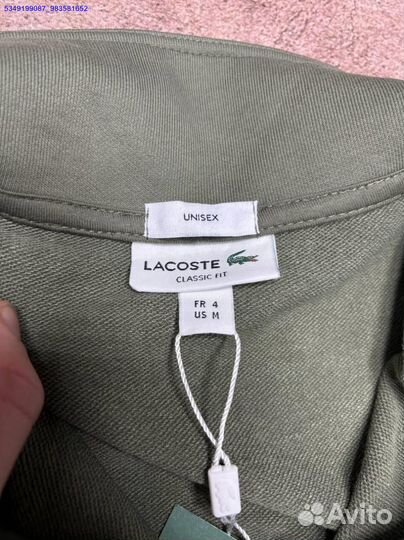 5349199087_983581652
UNISEX
LACOSTE
CLASSIC FIT
FR 4
US M
Avito